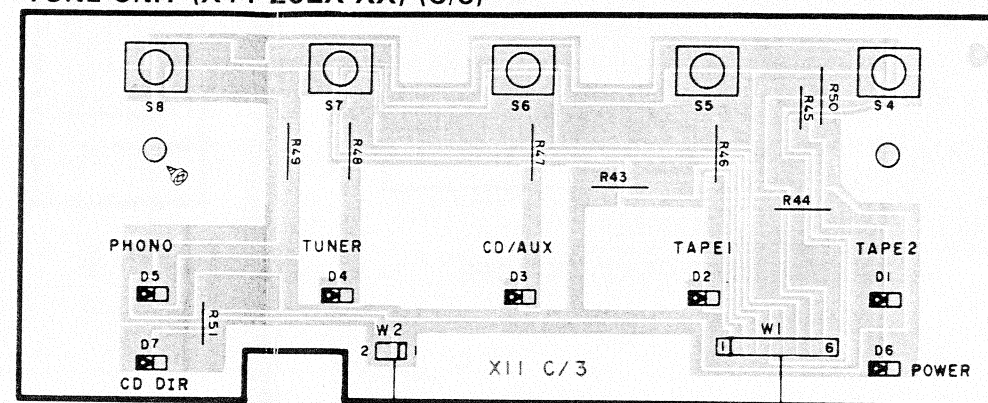 S8 S7 S6 S5 S4
R45 R50
R49 R48 R47 R46
R43
R44
PHONO TUNER CD/AUX TAPE1 TAPE2
D5 D4 D3 D2 D1
R51
W2 W1
2 1 1 6
D7 D6
X11 C/3
POWER
CD DIR